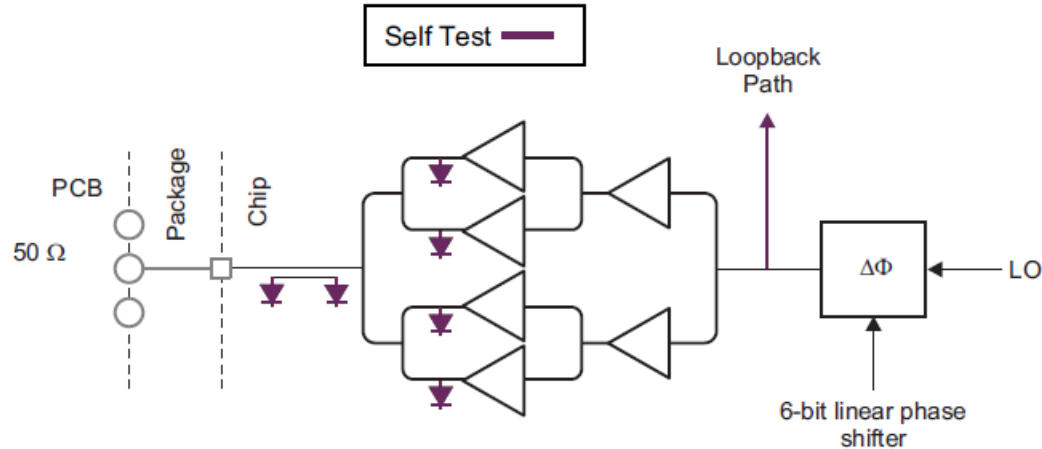 Self Test
Loopback
Path
PCB
Package
Chip
50 Ω
ΔΦ
LO
6-bit linear phase
shifter